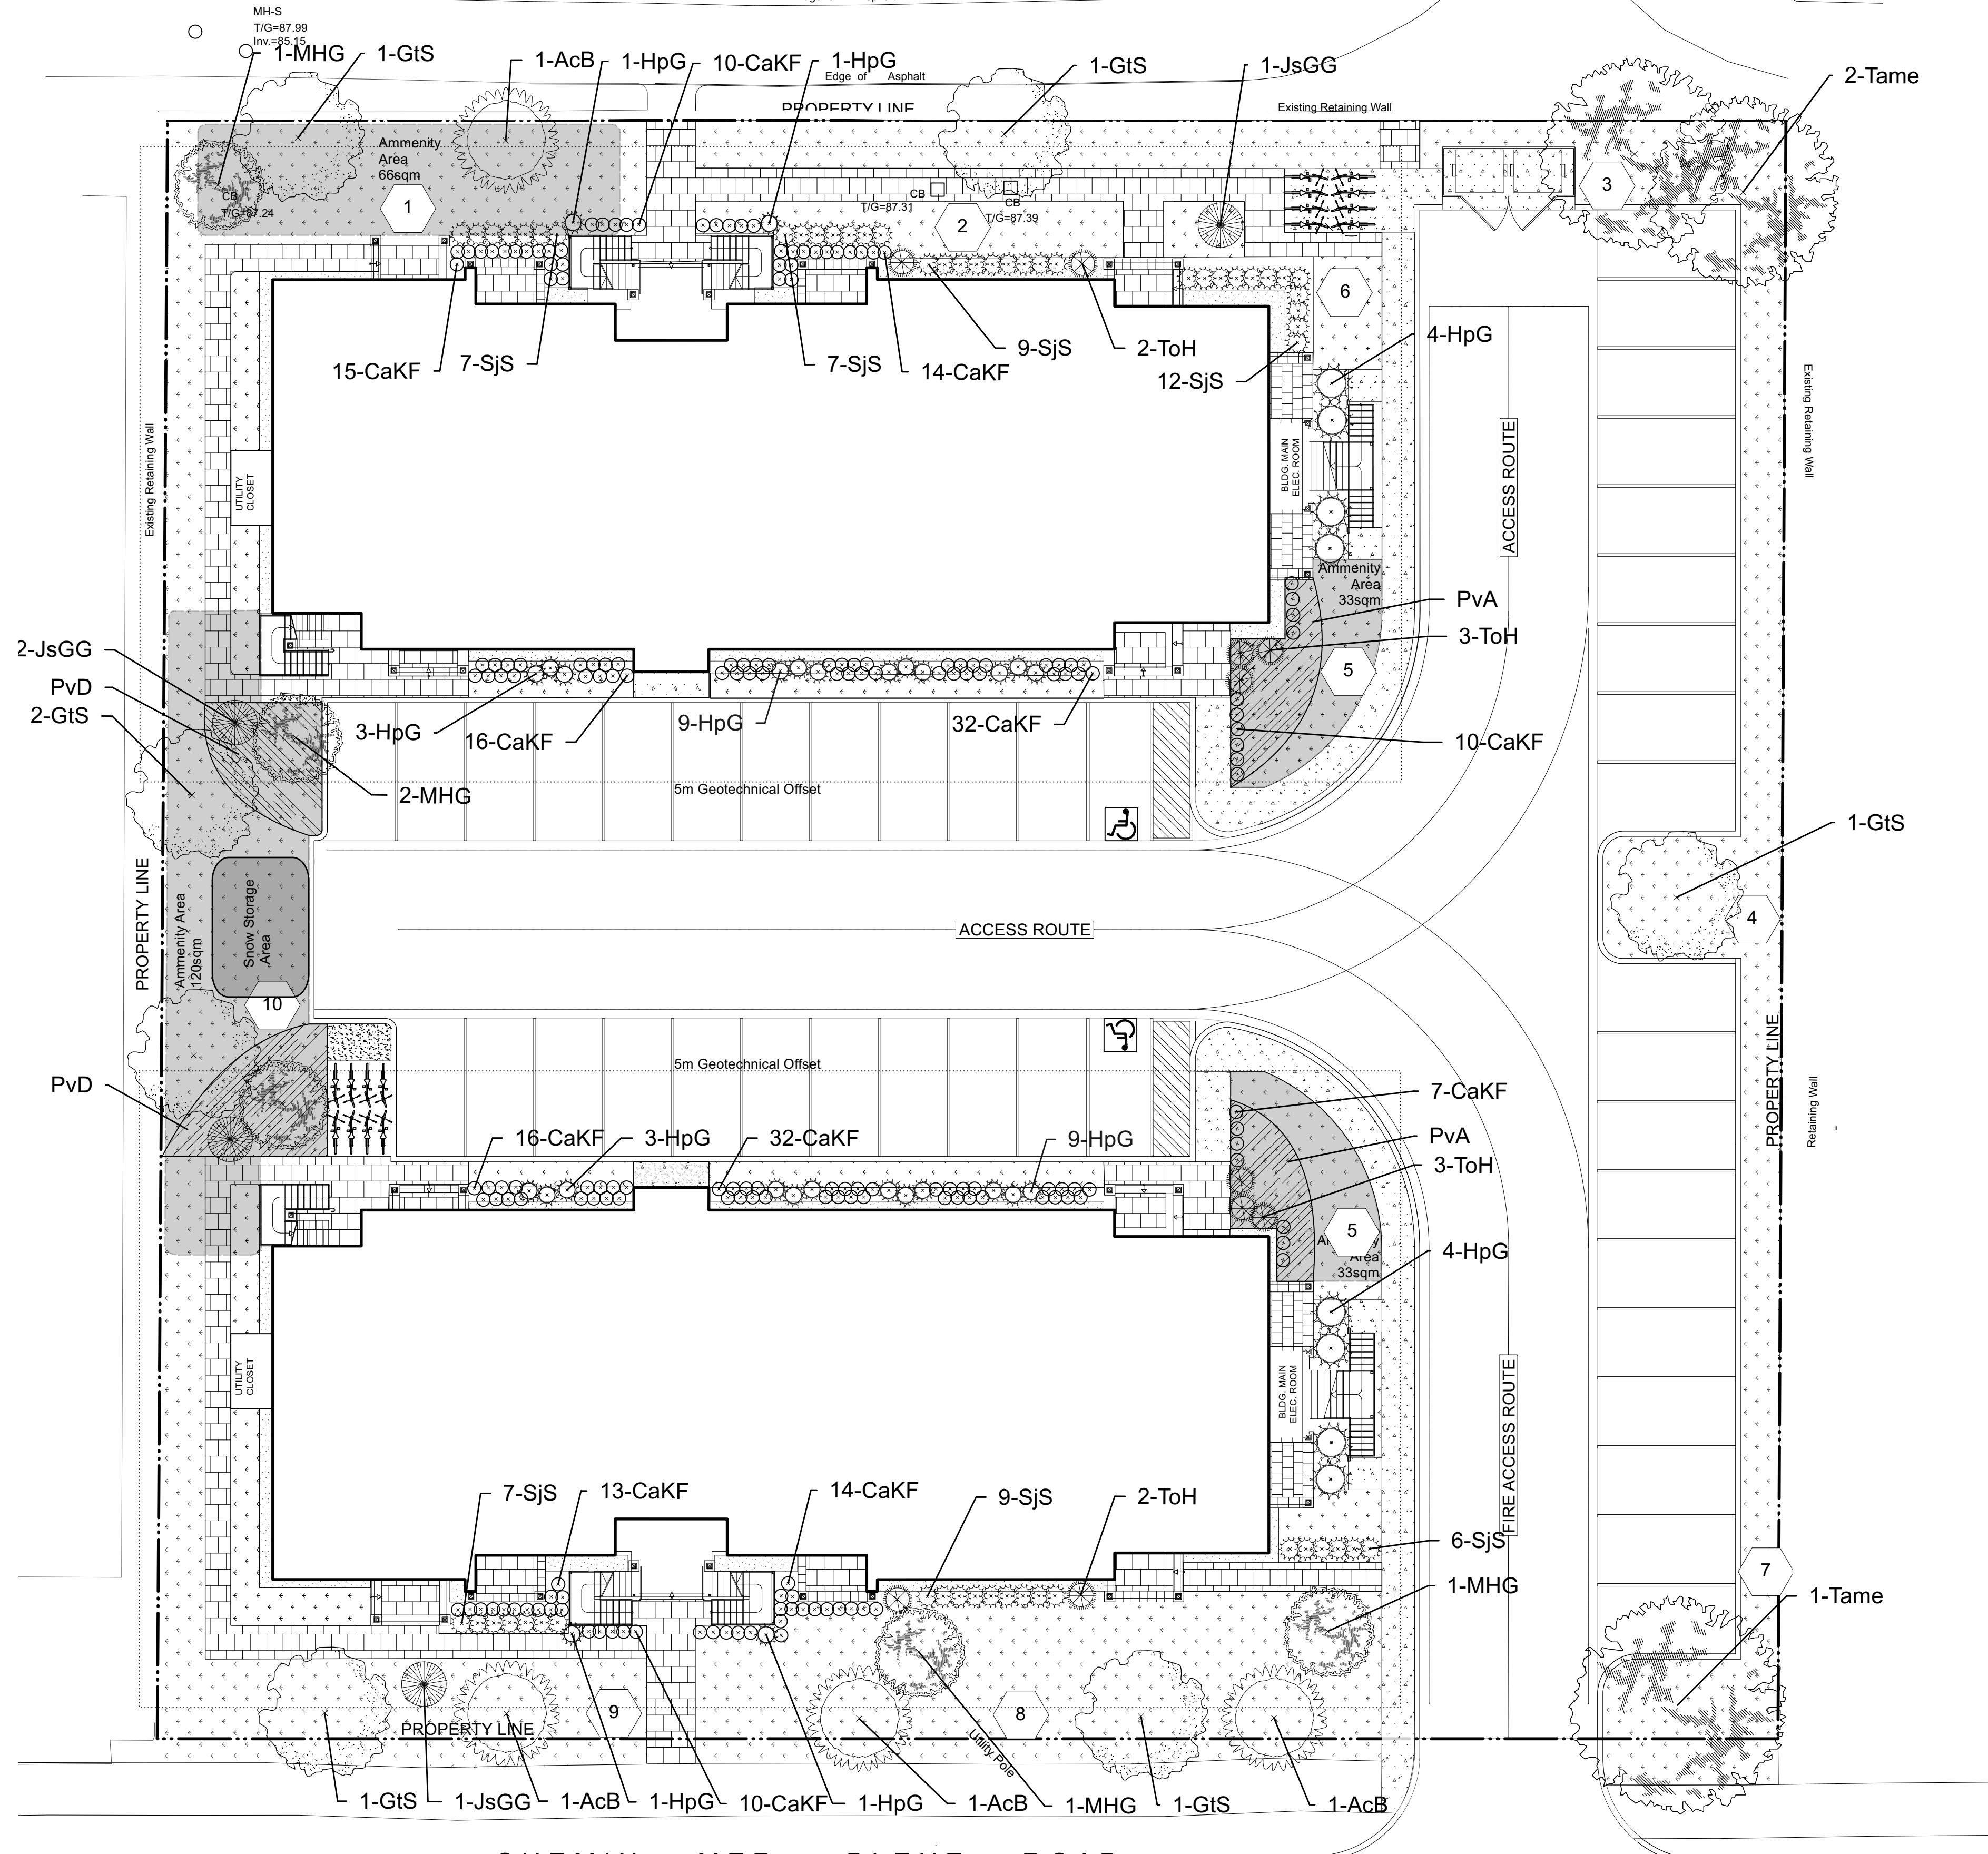 MH-S
T/G=87.99
Inv.=85.15
1-MHG
1-GtS
1-AcB
1-HpG
10-CaKF
1-HpG
Edge of Asphalt
1-GtS
1-JsGG
2-Tame
PROPERTY LINE
Existing Retaining Wall
Ammenity
Area
66sqm
1
CB
T/G=87.24
CB
T/G=87.31
CB
T/G=87.39
2
3
6
15-CaKF
7-SjS
7-SjS
14-CaKF
9-SjS
2-ToH
12-SjS
4-HpG
Existing Retaining Wall
UTILITY
CLOSET
BLDG. MAIN
ELEC. ROOM
ACCESS ROUTE
Existing Retaining Wall
Ammenity
Area
33sqm
PvA
3-ToH
5
2-JsGG
PvD
2-GtS
3-HpG
16-CaKF
9-HpG
32-CaKF
10-CaKF
2-MHG
5m Geotechnical Offset
1-GtS
4
PROPERTY LINE
Ammenity Area
120sqm
Snow Storage
Area
10
ACCESS ROUTE
PROPERTY LINE
Retaining Wall
5m Geotechnical Offset
PvD
16-CaKF
3-HpG
32-CaKF
9-HpG
7-CaKF
PvA
3-ToH
5
Area
33sqm
4-HpG
UTILITY
CLOSET
BLDG. MAIN
ELEC. ROOM
FIRE ACCESS ROUTE
7-SjS
13-CaKF
14-CaKF
9-SjS
2-ToH
6-SjS
1-MHG
7
1-Tame
9
8
PROPERTY LINE
Utility Pole
1-GtS
1-JsGG
1-AcB
1-HpG
10-CaKF
1-HpG
1-AcB
1-MHG
1-GtS
1-AcB